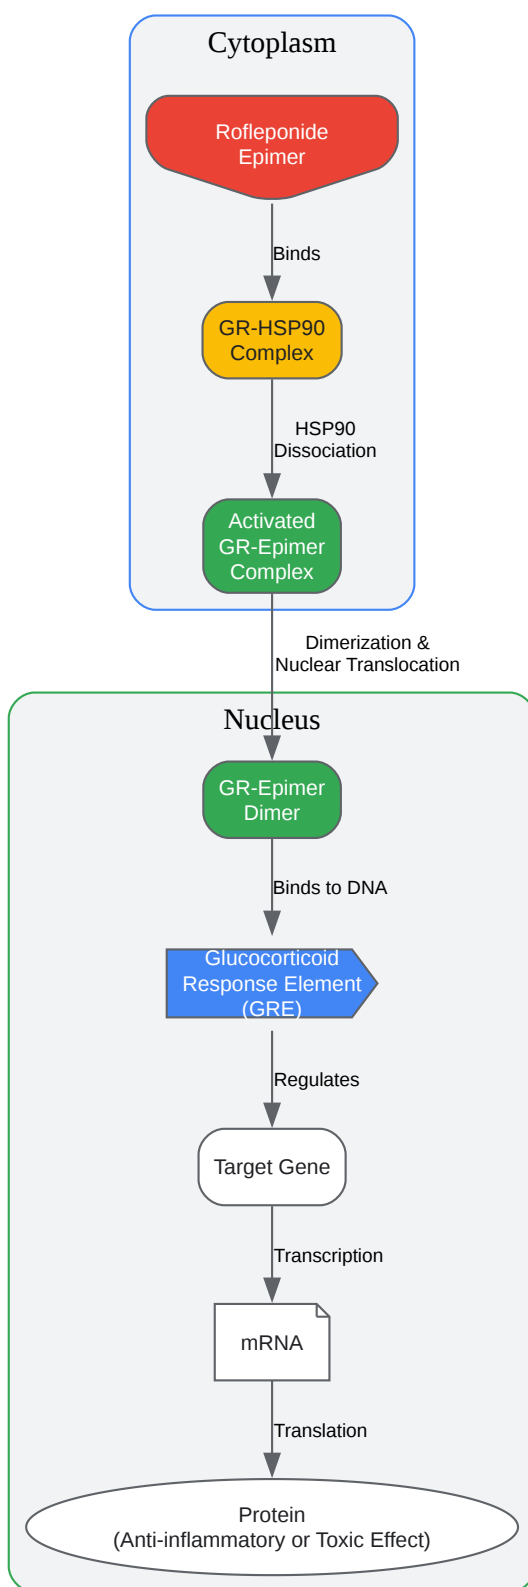 Cytoplasm
Rofleponide
Epimer
Binds
GR-HSP90
Complex
HSP90
Dissociation
Activated
GR-Epimer
Complex
Dimerization &
Nuclear Translocation
Nucleus
GR-Epimer
Dimer
Binds to DNA
Glucocorticoid
Response Element
(GRE)
Regulates
Target Gene
Transcription
mRNA
Translation
Protein
(Anti-inflammatory or Toxic Effect)